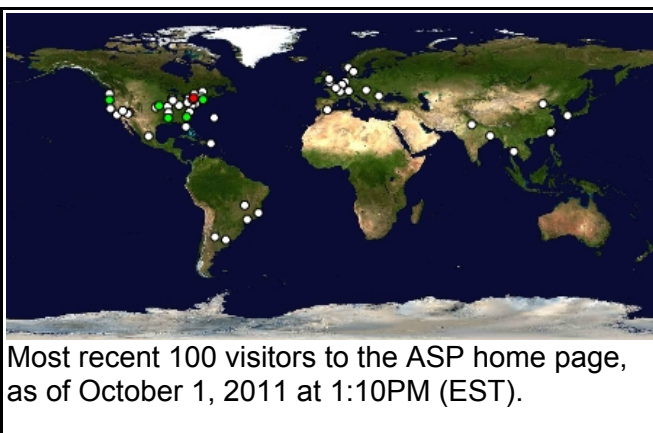 Most recent 100 visitors to the ASP home page,
as of October 1, 2011 at 1:10PM (EST).